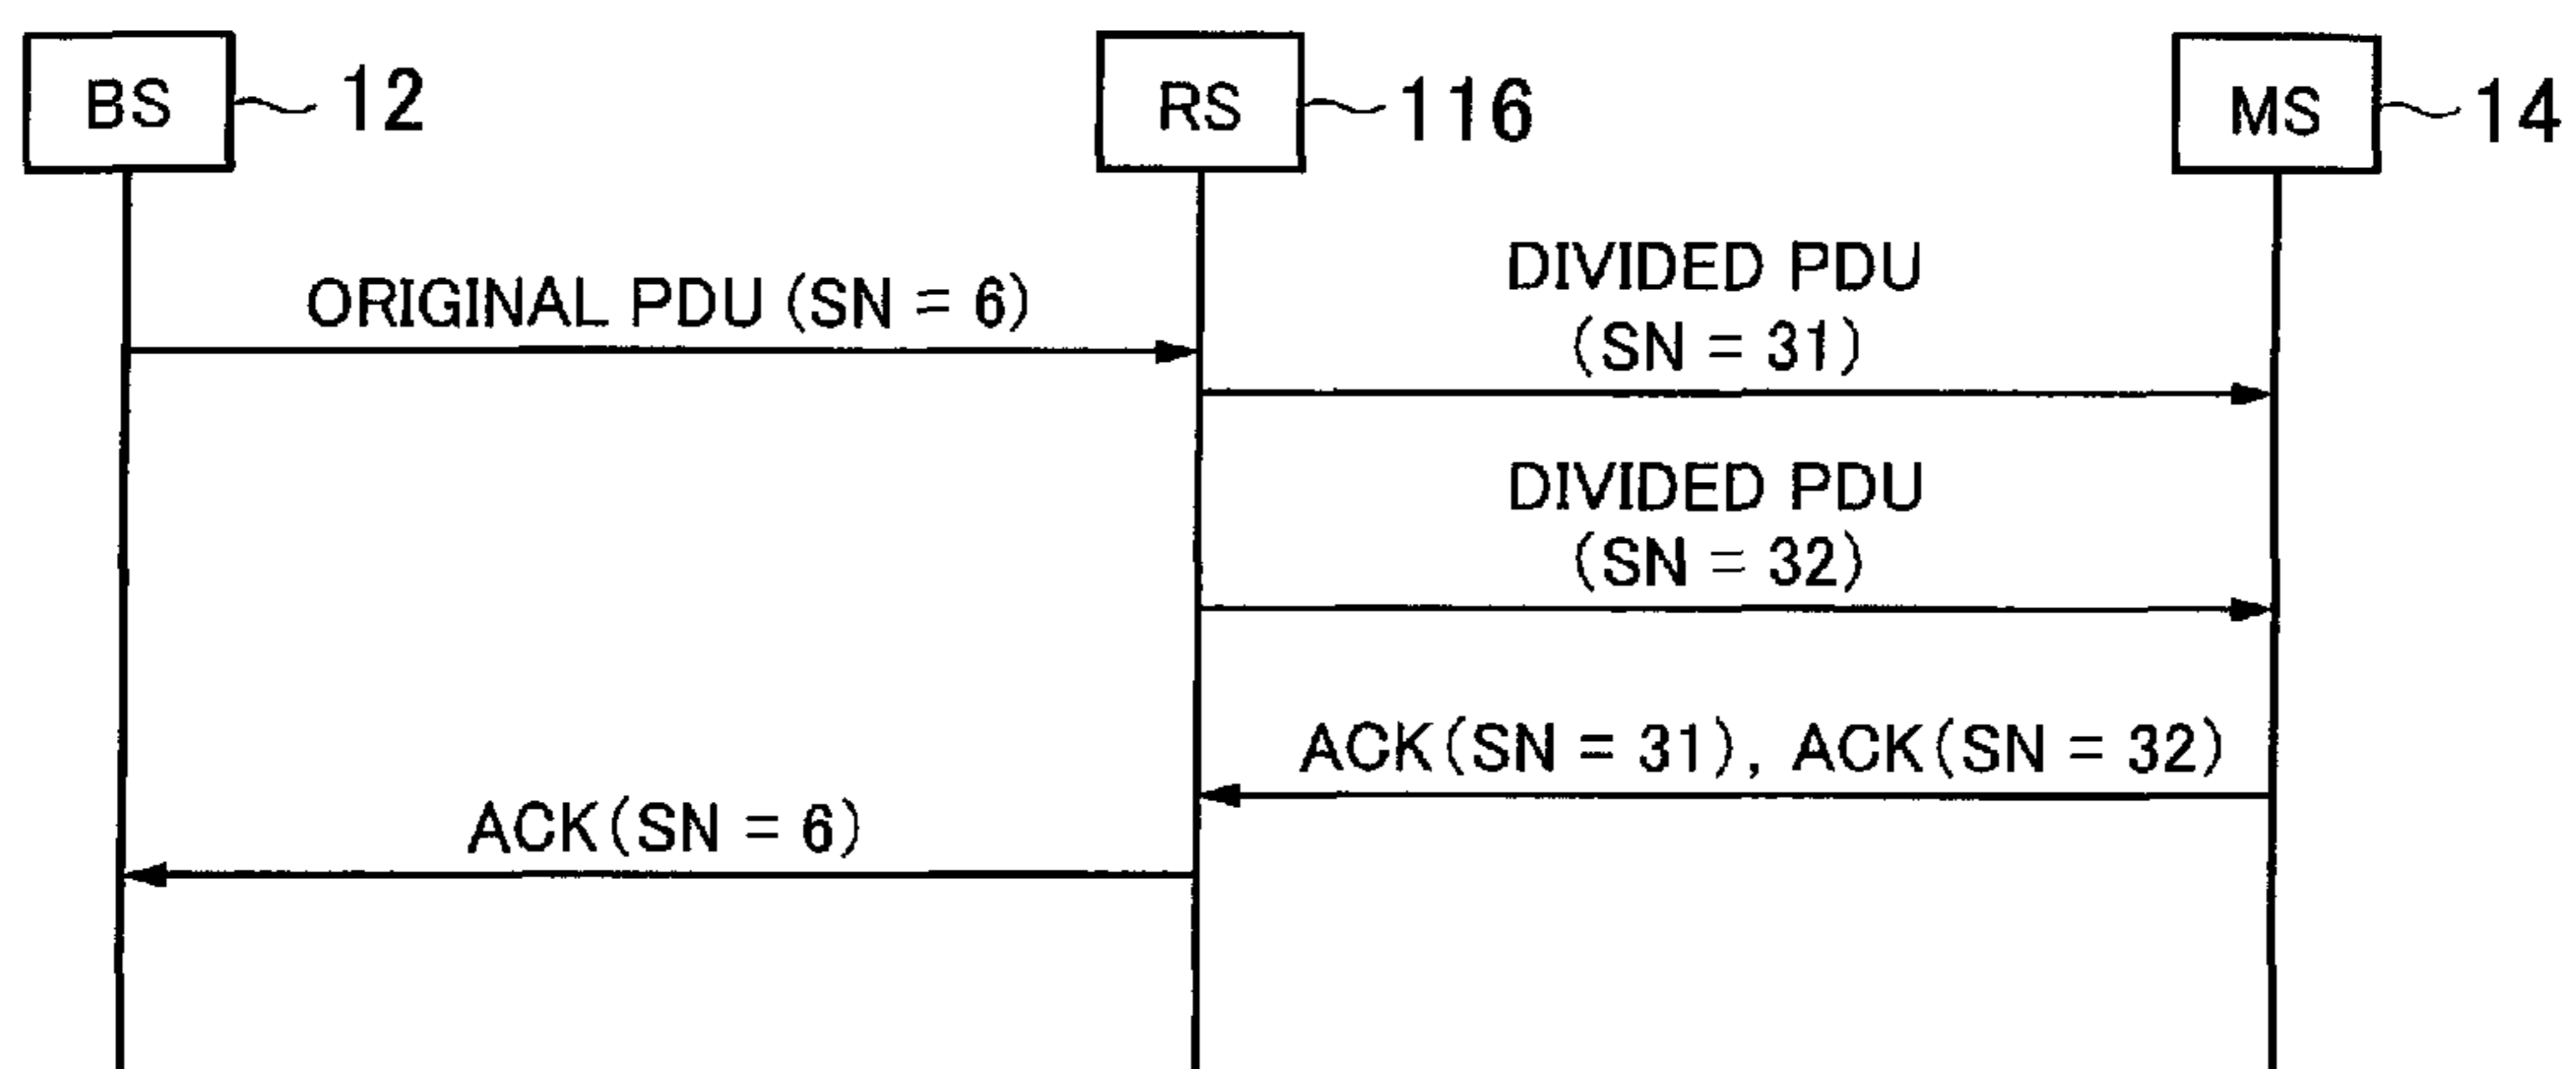 BS 12
RS 116
MS 14
ORIGINAL PDU (SN = 6)
DIVIDED PDU
(SN = 31)
DIVIDED PDU
(SN = 32)
ACK(SN = 31), ACK(SN = 32)
ACK(SN = 6)